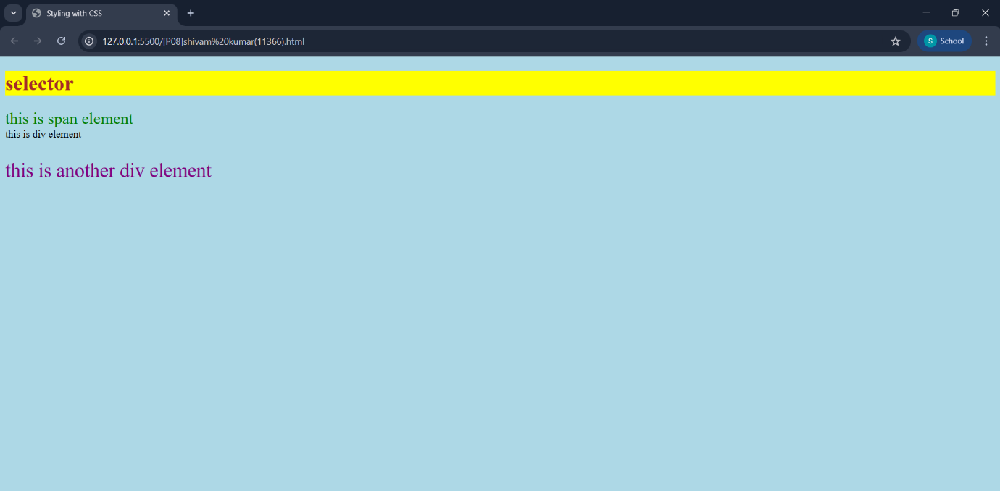 Styling with CSS
127.0.0.1:5500/[P08]shivam%20kumar(11366).html
S School
selector
this is span element
this is div element
this is another div element